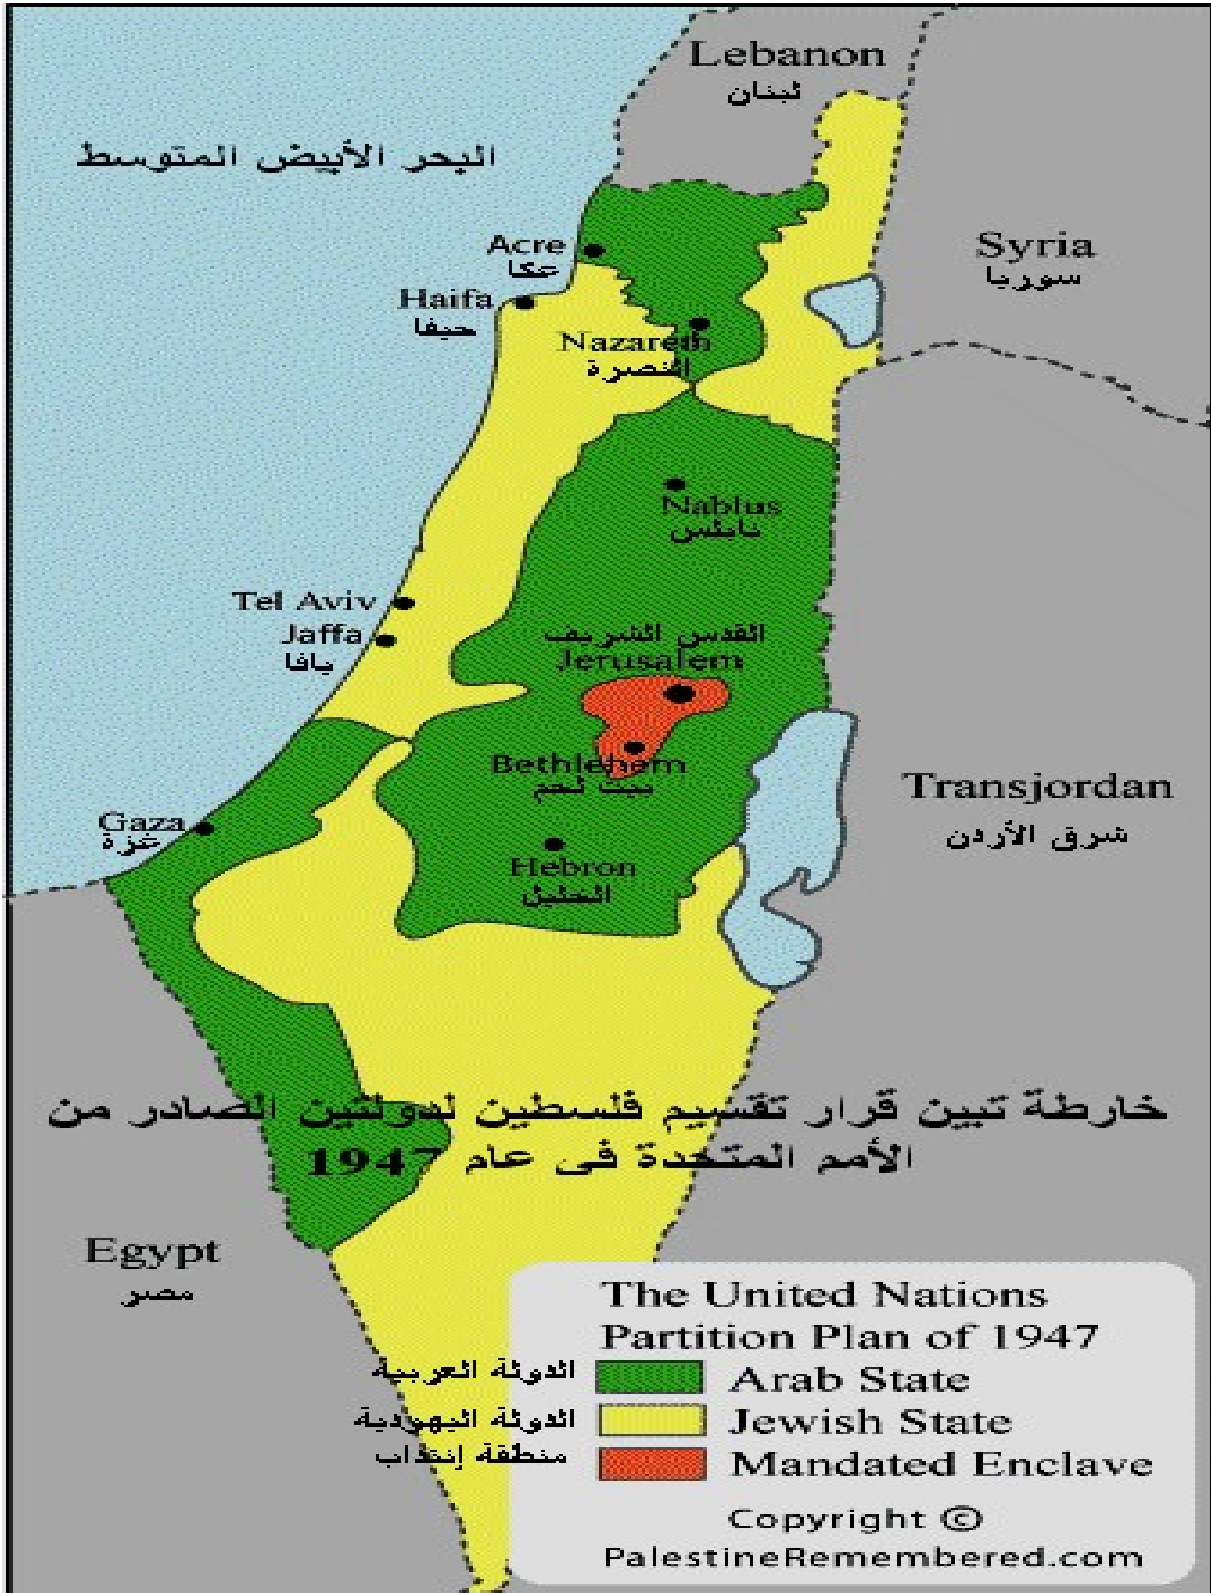 Lebanon
لبنان
البحر الأبيض المتوسط
Acre
عكا
Syria
سوريا
Haifa
حيفا
Nazareth
النصرة
Nablus
نابلس
Tel Aviv
Jaffa
يافا
القدس الشريف
Jerusalem
Bethlehem
بيت لحم
Transjordan
شرق الأردن
Gaza
غزة
Hebron
الخليل
خارطة تبين قرار تقسيم فلسطين لدولتين الصادر من
الأمم المتحدة في عام 1947
Egypt
مصر
The United Nations
Partition Plan of 1947
الدولة العربية Arab State
الدولة اليهودية Jewish State
منطقة إنتداب Mandated Enclave
Copyright ©
PalestineRemembered.com